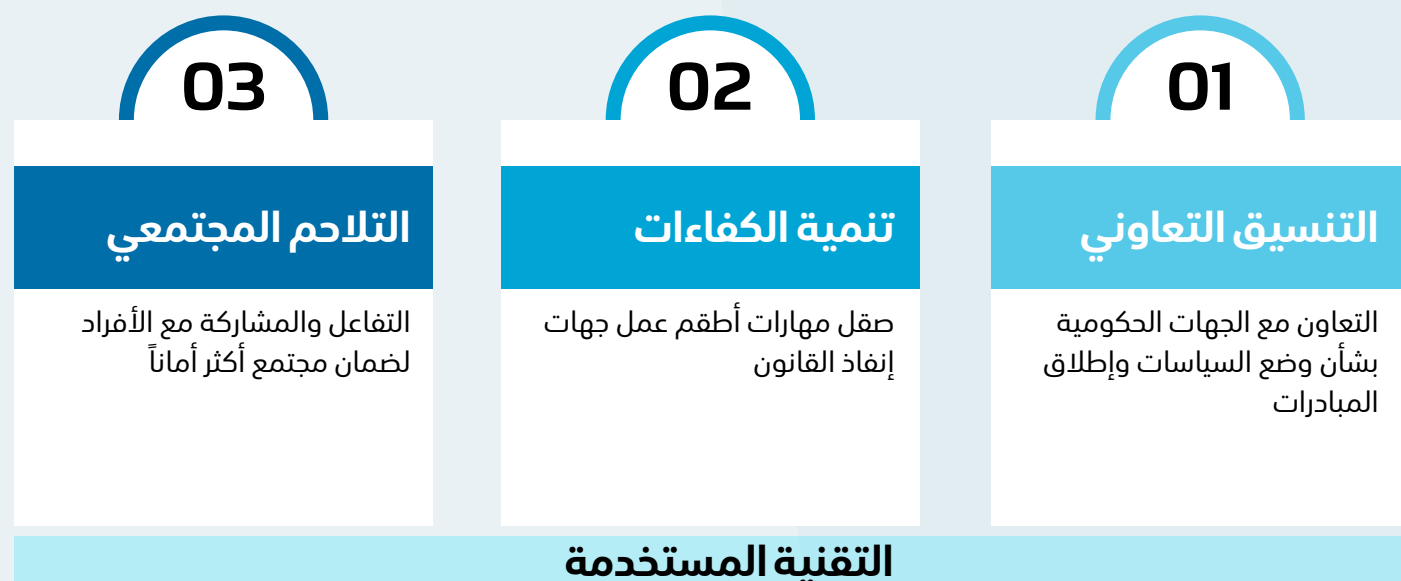 01
التنسيق التعاوني
التعاون مع الجهات الحكومية
بشأن وضع السياسات وإطلاق
المبادرات
02
تنمية الكفاءات
صقل مهارات أطقم عمل جهات
إنفاذ القانون
03
التلاحم المجتمعي
التفاعل والمشاركة مع الأفراد
لضمان مجتمع أكثر أماناً
التقنية المستخدمة